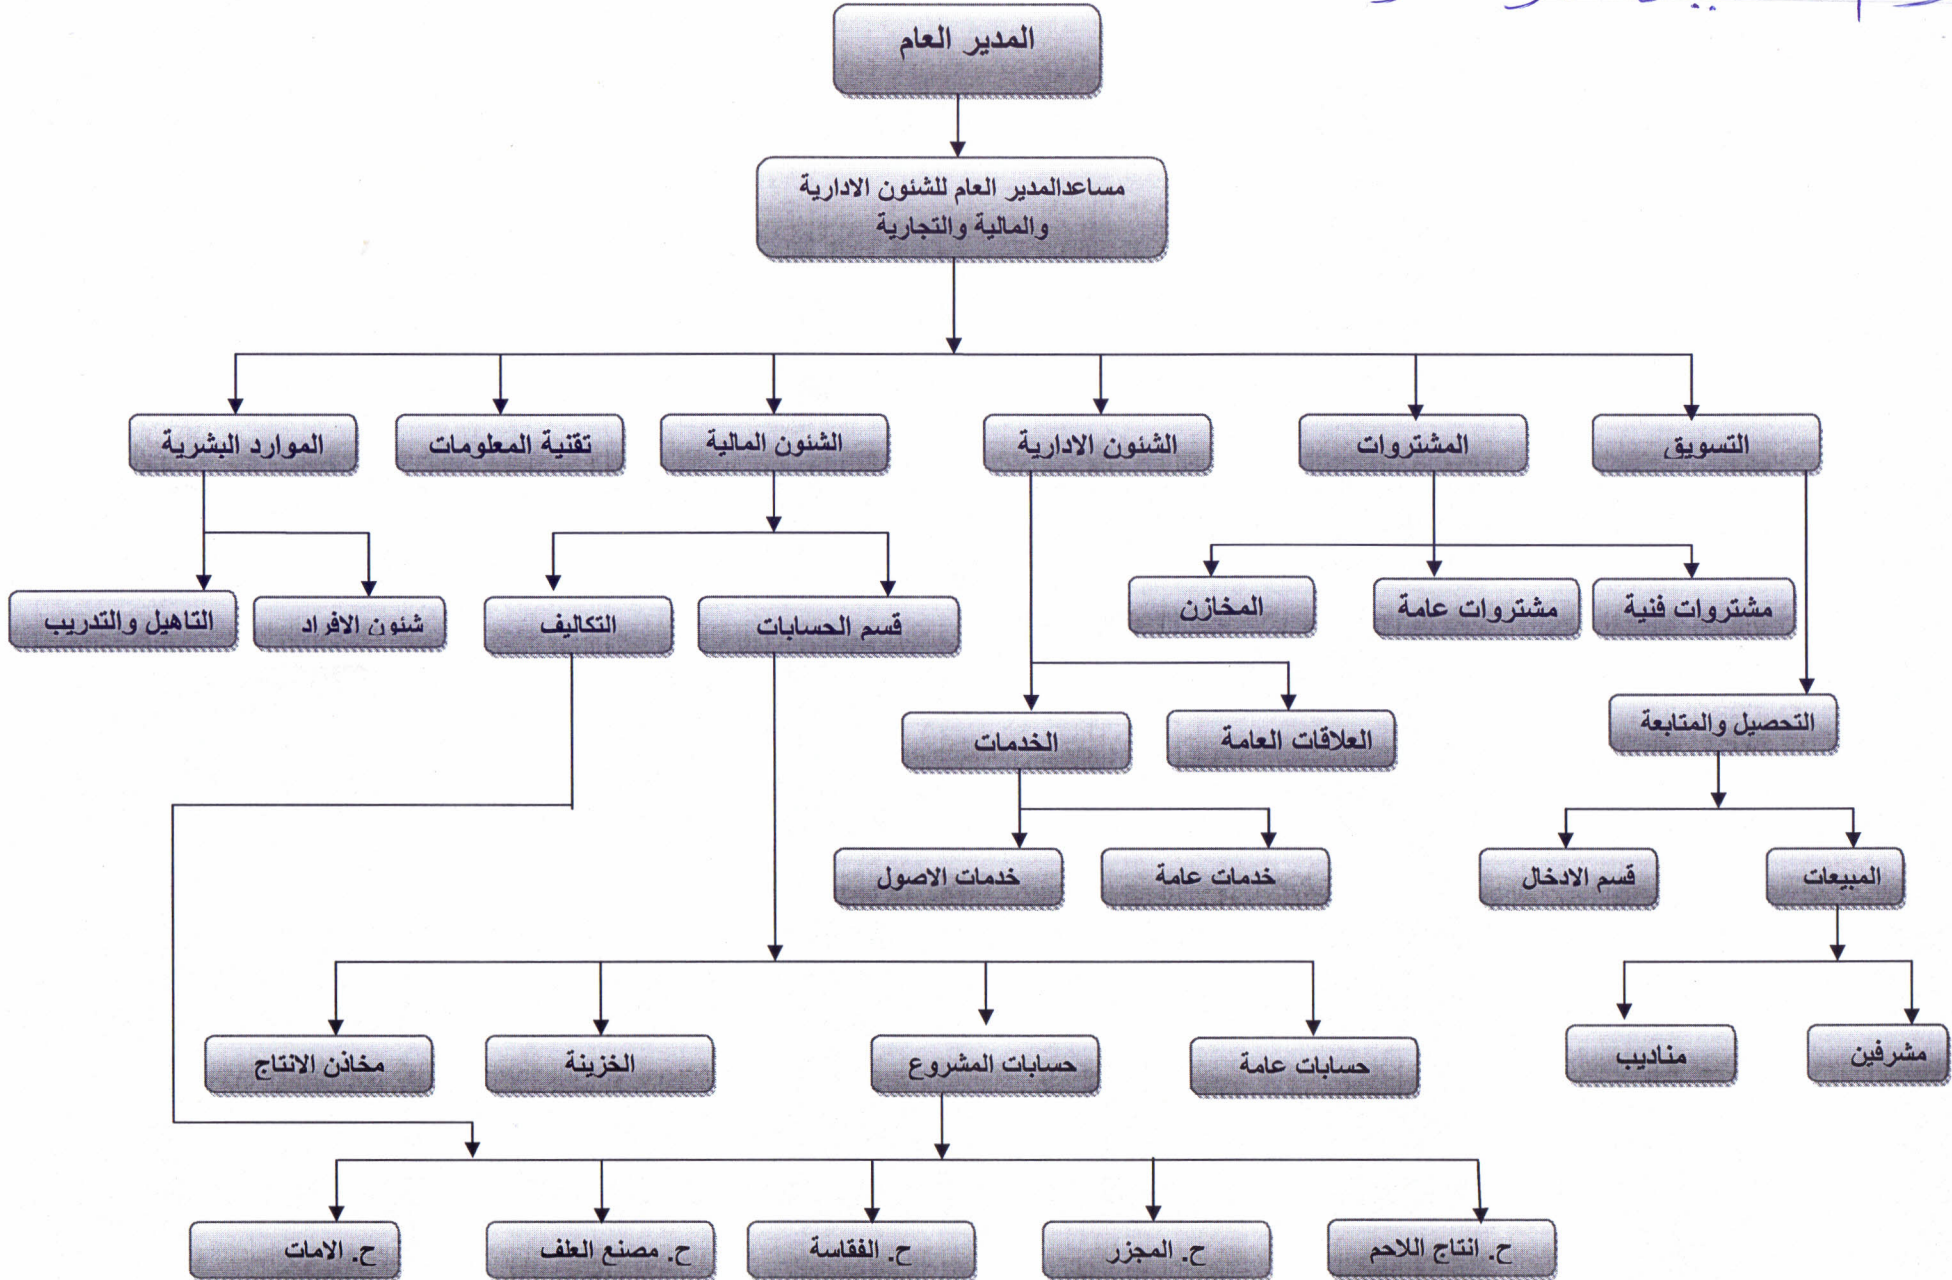 المدير العام
مساعدالمدير العام للشئون الادارية
والمالية والتجارية
التسويق
المشتروات
الشئون الادارية
الشئون المالية
تقنية المعلومات
الموارد البشرية
مشتروات فنية
مشتروات عامة
المخازن
قسم الحسابات
التكاليف
شئون الافراد
التاهيل والتدريب
التحصيل والمتابعة
العلاقات العامة
الخدمات
المبيعات
قسم الادخال
خدمات عامة
خدمات الاصول
مشرفين
مناديب
حسابات عامة
حسابات المشروع
الخزينة
مخاذن الانتاج
ح. انتاج اللاحم
ح. المجزر
ح. الفقاسة
ح. مصنع العلف
ح. الامات